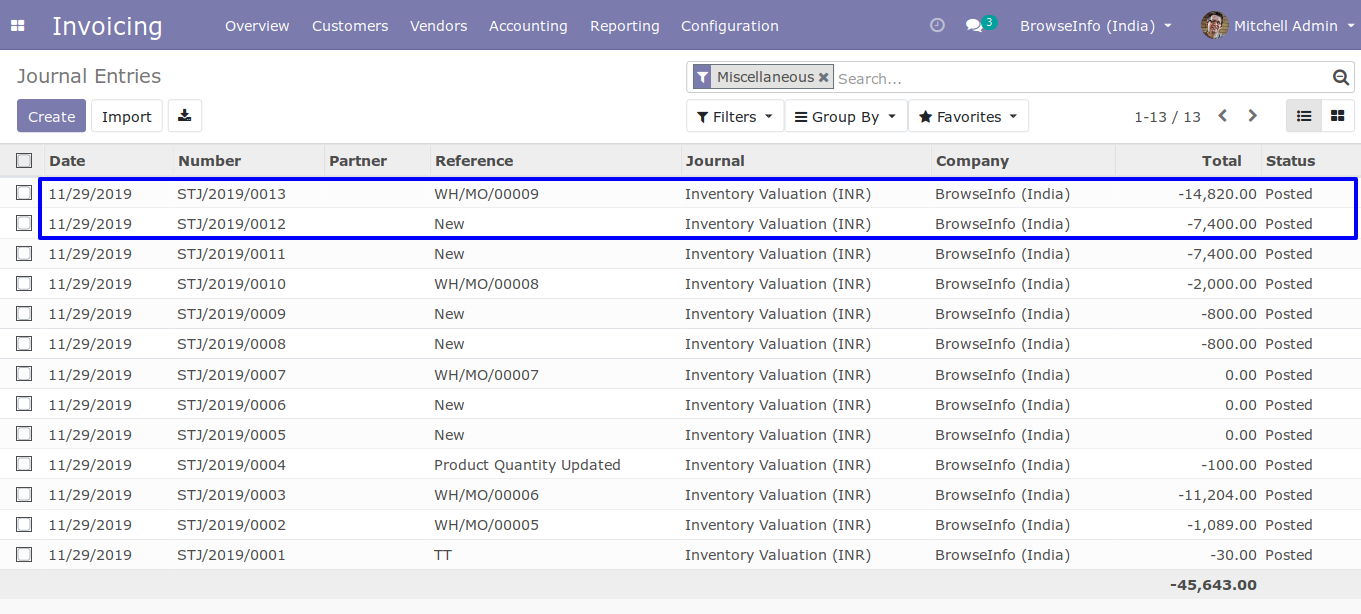 Invoicing Overview Customers Vendors Accounting Reporting Configuration 3 BrowseInfo (India) Mitchell Admin
Journal Entries Miscellaneous Search...
Create Import Filters Group By Favorites 1-13 / 13
Date Number Partner Reference Journal Company Total Status
11/29/2019 STJ/2019/0013 WH/MO/00009 Inventory Valuation (INR) BrowseInfo (India) -14,820.00 Posted
11/29/2019 STJ/2019/0012 New Inventory Valuation (INR) BrowseInfo (India) -7,400.00 Posted
11/29/2019 STJ/2019/0011 New Inventory Valuation (INR) BrowseInfo (India) -7,400.00 Posted
11/29/2019 STJ/2019/0010 WH/MO/00008 Inventory Valuation (INR) BrowseInfo (India) -2,000.00 Posted
11/29/2019 STJ/2019/0009 New Inventory Valuation (INR) BrowseInfo (India) -800.00 Posted
11/29/2019 STJ/2019/0008 New Inventory Valuation (INR) BrowseInfo (India) -800.00 Posted
11/29/2019 STJ/2019/0007 WH/MO/00007 Inventory Valuation (INR) BrowseInfo (India) 0.00 Posted
11/29/2019 STJ/2019/0006 New Inventory Valuation (INR) BrowseInfo (India) 0.00 Posted
11/29/2019 STJ/2019/0005 New Inventory Valuation (INR) BrowseInfo (India) 0.00 Posted
11/29/2019 STJ/2019/0004 Product Quantity Updated Inventory Valuation (INR) BrowseInfo (India) -100.00 Posted
11/29/2019 STJ/2019/0003 WH/MO/00006 Inventory Valuation (INR) BrowseInfo (India) -11,204.00 Posted
11/29/2019 STJ/2019/0002 WH/MO/00005 Inventory Valuation (INR) BrowseInfo (India) -1,089.00 Posted
11/29/2019 STJ/2019/0001 TT Inventory Valuation (INR) BrowseInfo (India) -30.00 Posted
-45,643.00